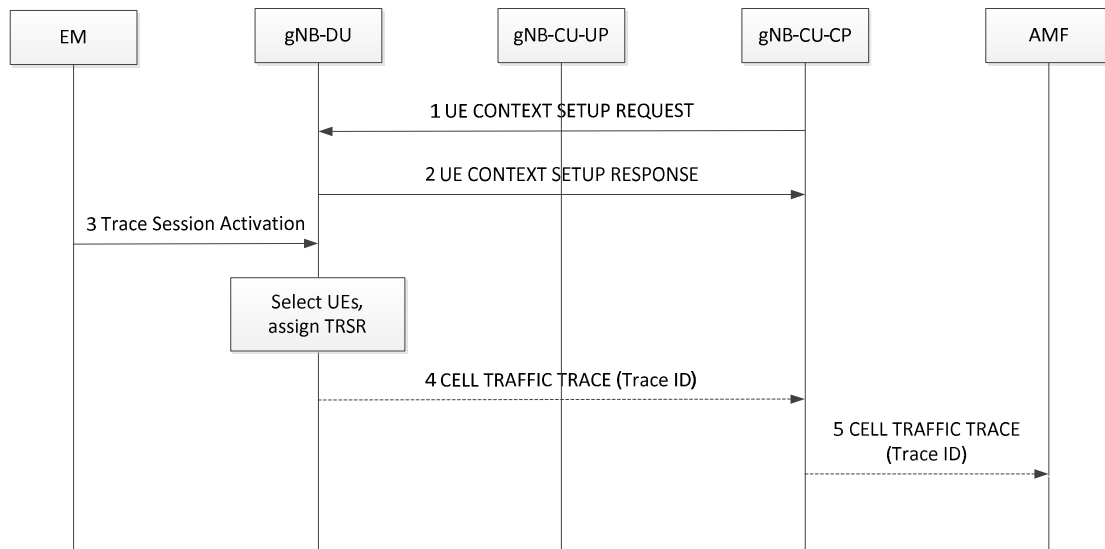 EM
gNB-DU
gNB-CU-UP
gNB-CU-CP
AMF
1 UE CONTEXT SETUP REQUEST
2 UE CONTEXT SETUP RESPONSE
3 Trace Session Activation
Select UEs,
assign TRSR
4 CELL TRAFFIC TRACE (Trace ID)
5 CELL TRAFFIC TRACE
(Trace ID)